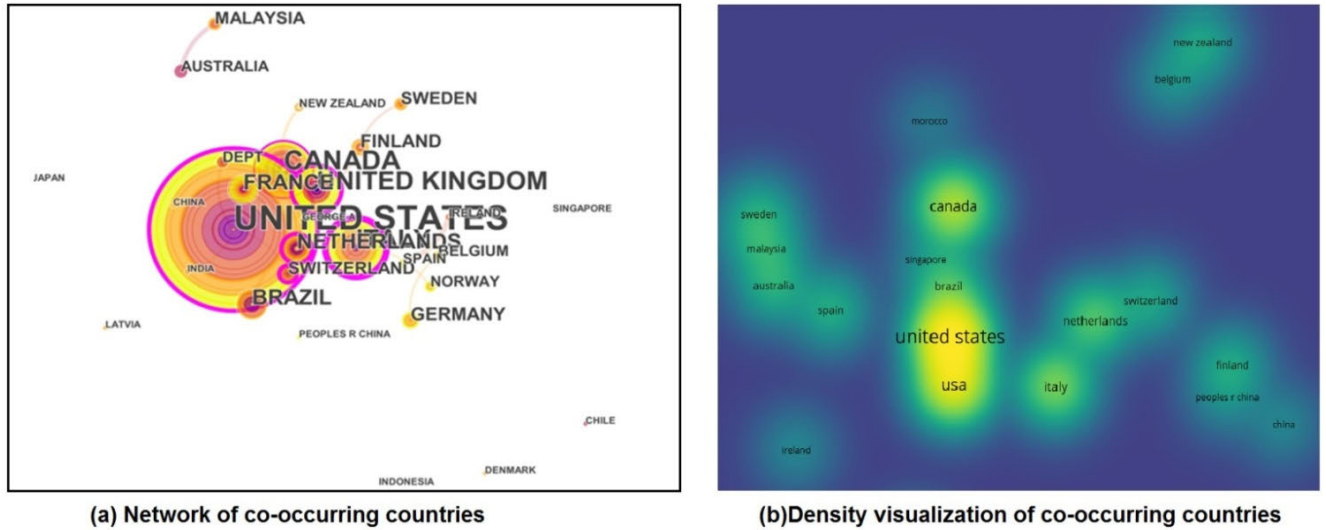 MALAYSIA
AUSTRALIA
NEW ZEALAND
SWEDEN
FINLAND
DEPT
CANADA
JAPAN
FRANCE
UNITED KINGDOM
CHINA
UNITED STATES
GEORGE A
IRELAND
SINGAPORE
NETHERLANDS
ITALY
BELGIUM
SPAIN
INDIA
SWITZERLAND
NORWAY
BRAZIL
GERMANY
LATVIA
PEOPLES R CHINA
CHILE
DENMARK
INDONESIA
(a) Network of co-occurring countries
new zealand
belgium
morocco
canada
sweden
malaysia
singapore
australia
brazil
switzerland
spain
netherlands
united states
finland
usa
italy
peoples r china
china
ireland
(b)Density visualization of co-occurring countries